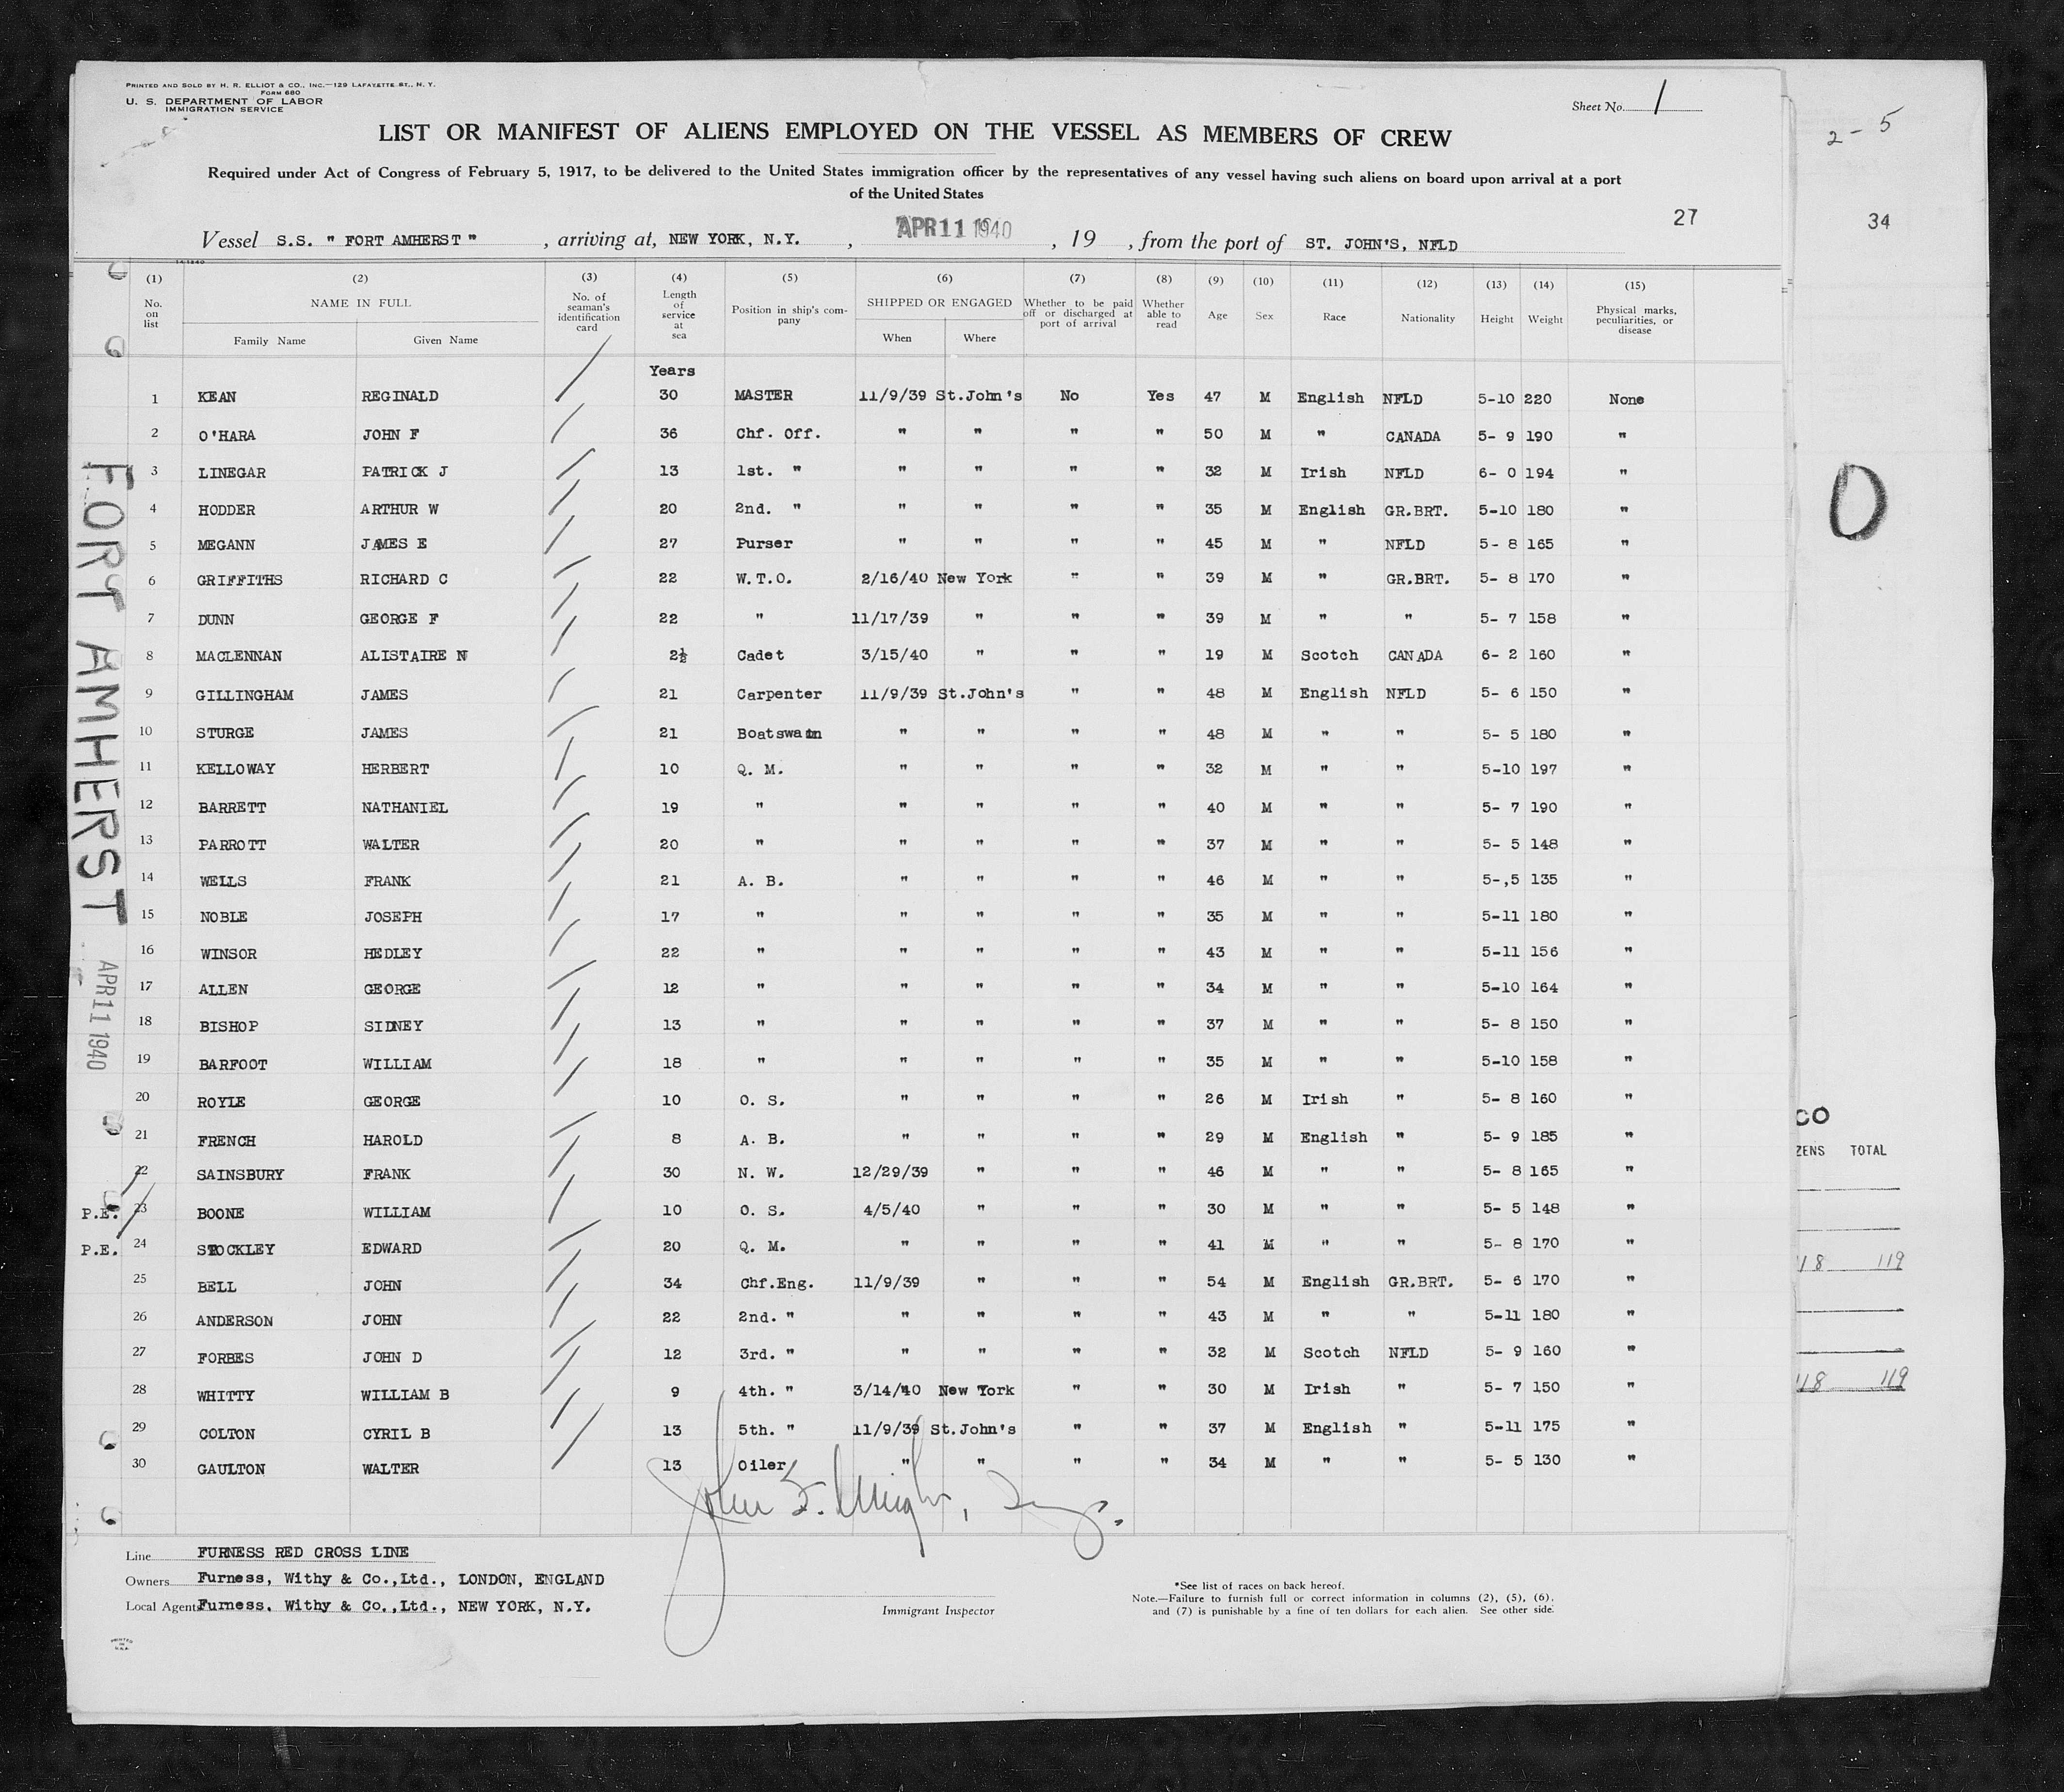 PRINTED AND SOLD BY H. R. ELLIOT & CO., INC.—129 LAFAYETTE ST., N. Y.
FORM 680
U. S. DEPARTMENT OF LABOR
IMMIGRATION SERVICE
Sheet No. 1
LIST OR MANIFEST OF ALIENS EMPLOYED ON THE VESSEL AS MEMBERS OF CREW
Required under Act of Congress of February 5, 1917, to be delivered to the United States immigration officer by the representatives of any vessel having such aliens on board upon arrival at a port
of the United States
2-5
27
34
Vessel S.S. " FORT AMHERST " , arriving at, NEW YORK, N.Y. , APR 11 1940 , 19 , from the port of ST. JOHN'S, NFLD
(1) No. on list (2) NAME IN FULL Family Name Given Name (3) No. of seaman's identification card (4) Length of service at sea (5) Position in ship's company (6) SHIPPED OR ENGAGED When Where (7) Whether to be paid off or discharged at port of arrival (8) Whether able to read (9) Age (10) Sex (11) Race (12) Nationality (13) Height (14) Weight (15) Physical marks, peculiarities, or disease
Years
1 KEAN REGINALD 30 MASTER 11/9/39 St.John's No Yes 47 M English NFLD 5-10 220 None
2 O'HARA JOHN F 36 Chf. Off. " " " " 50 M " CANADA 5- 9 190 "
3 LINEGAR PATRICK J 13 1st. " " " " " 32 M Irish NFLD 6- 0 194 "
4 HODDER ARTHUR W 20 2nd. " " " " " 35 M English GR.BRT. 5-10 180 "
5 MEGANN JAMES E 27 Purser " " " " 45 M " NFLD 5- 8 165 "
6 GRIFFITHS RICHARD C 22 W.T.O. 2/16/40 New York " " 39 M " GR.BRT. 5- 8 170 "
7 DUNN GEORGE F 22 " 11/17/39 " " " 39 M " " 5- 7 158 "
8 MACLENNAN ALISTAIRE N 2½ Cadet 3/15/40 " " " 19 M Scotch CANADA 6- 2 160 "
9 GILLINGHAM JAMES 21 Carpenter 11/9/39 St.John's " " 48 M English NFLD 5- 6 150 "
10 STURGE JAMES 21 Boatswain " " " " 48 M " " 5- 5 180 "
11 KELLOWAY HERBERT 10 Q. M. " " " " 32 M " " 5-10 197 "
12 BARRETT NATHANIEL 19 " " " " " 40 M " " 5- 7 190 "
13 PARROTT WALTER 20 " " " " " 37 M " " 5- 5 148 "
14 WELLS FRANK 21 A. B. " " " " 46 M " " 5-,5 135 "
15 NOBLE JOSEPH 17 " " " " " 35 M " " 5-11 180 "
16 WINSOR HEDLEY 22 " " " " " 43 M " " 5-11 156 "
17 ALLEN GEORGE 12 " " " " " 34 M " " 5-10 164 "
18 BISHOP SIDNEY 13 " " " " " 37 M " " 5- 8 150 "
19 BARFOOT WILLIAM 18 " " " " " 35 M " " 5-10 158 "
20 ROYLE GEORGE 10 O. S. " " " " 26 M Irish " 5- 8 160 "
21 FRENCH HAROLD 8 A. B. " " " " 29 M English " 5- 9 185 "
22 SAINSBURY FRANK 30 N. W. 12/29/39 " " " 46 M " " 5- 8 165 "
P.E. 23 BOONE WILLIAM 10 O. S. 4/5/40 " " " 30 M " " 5- 5 148 "
P.E. 24 STOCKLEY EDWARD 20 Q. M. " " " " 41 M " " 5- 8 170 "
25 BELL JOHN 34 Chf.Eng. 11/9/39 " " " 54 M English GR.BRT. 5- 6 170 "
26 ANDERSON JOHN 22 2nd. " " " " " 43 M " " 5-11 180 "
27 FORBES JOHN D 12 3rd. " " " " " 32 M Scotch NFLD 5- 9 160 "
28 WHITTY WILLIAM B 9 4th. " 3/14/40 New York " " 30 M Irish " 5- 7 150 "
29 COLTON CYRIL B 13 5th. " 11/9/39 St.John's " " 37 M English " 5-11 175 "
30 GAULTON WALTER 13 Oiler " " " " 34 M " " 5- 5 130 "
FORT AMHERST
APR 11 1940
O
CO
ZENS TOTAL
118 119
118 119
Line FURNESS RED CROSS LINE
Owners Furness, Withy & Co.,Ltd., LONDON, ENGLAND
Local Agents Furness, Withy & Co.,Ltd., NEW YORK, N.Y.
Immigrant Inspector
*See list of races on back hereof.
Note.—Failure to furnish full or correct information in columns (2), (5), (6),
and (7) is punishable by a fine of ten dollars for each alien. See other side.
PRINTED IN U.S.A.